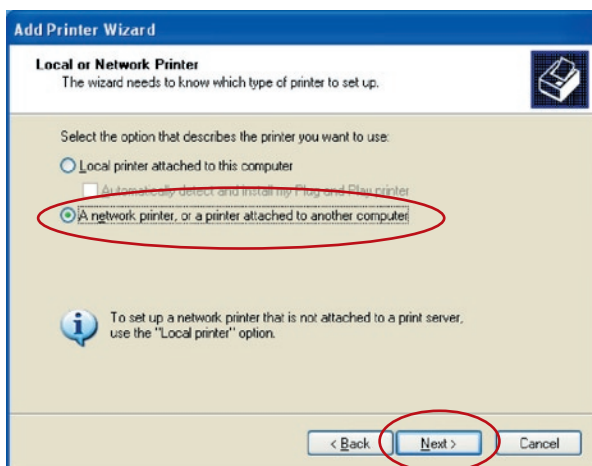 Add Printer Wizard
Local or Network Printer
The wizard needs to know which type of printer to set up.
Select the option that describes the printer you want to use:
Local printer attached to this computer
Automatically detect and install my Plug and Play printer
A network printer, or a printer attached to another computer
To set up a network printer that is not attached to a print server,
use the "Local printer" option.
< Back Next > Cancel